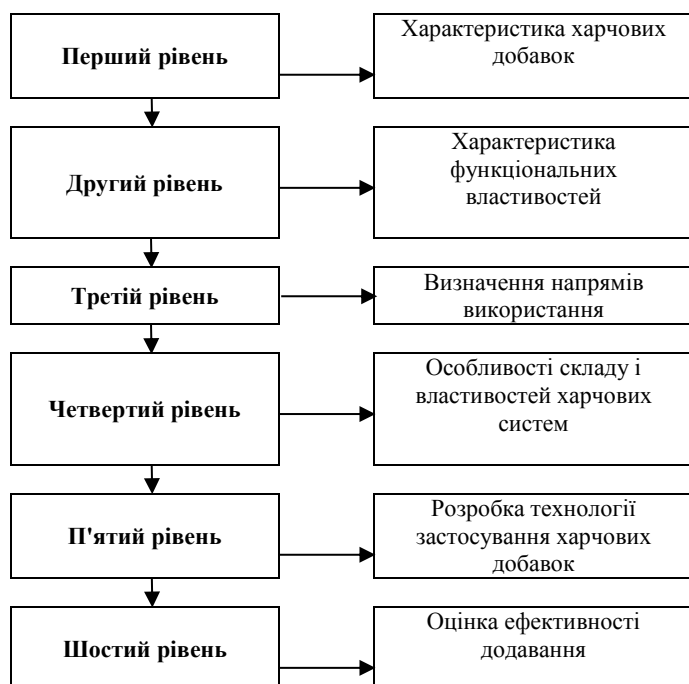 Перший рівень
Характеристика харчових
добавок
Другий рівень
Характеристика
функціональних
властивостей
Третій рівень
Визначення напрямів
використання
Четвертий рівень
Особливості складу і
властивостей харчових
систем
П'ятий рівень
Розробка технології
застосування харчових
добавок
Шостий рівень
Оцінка ефективності
додавання